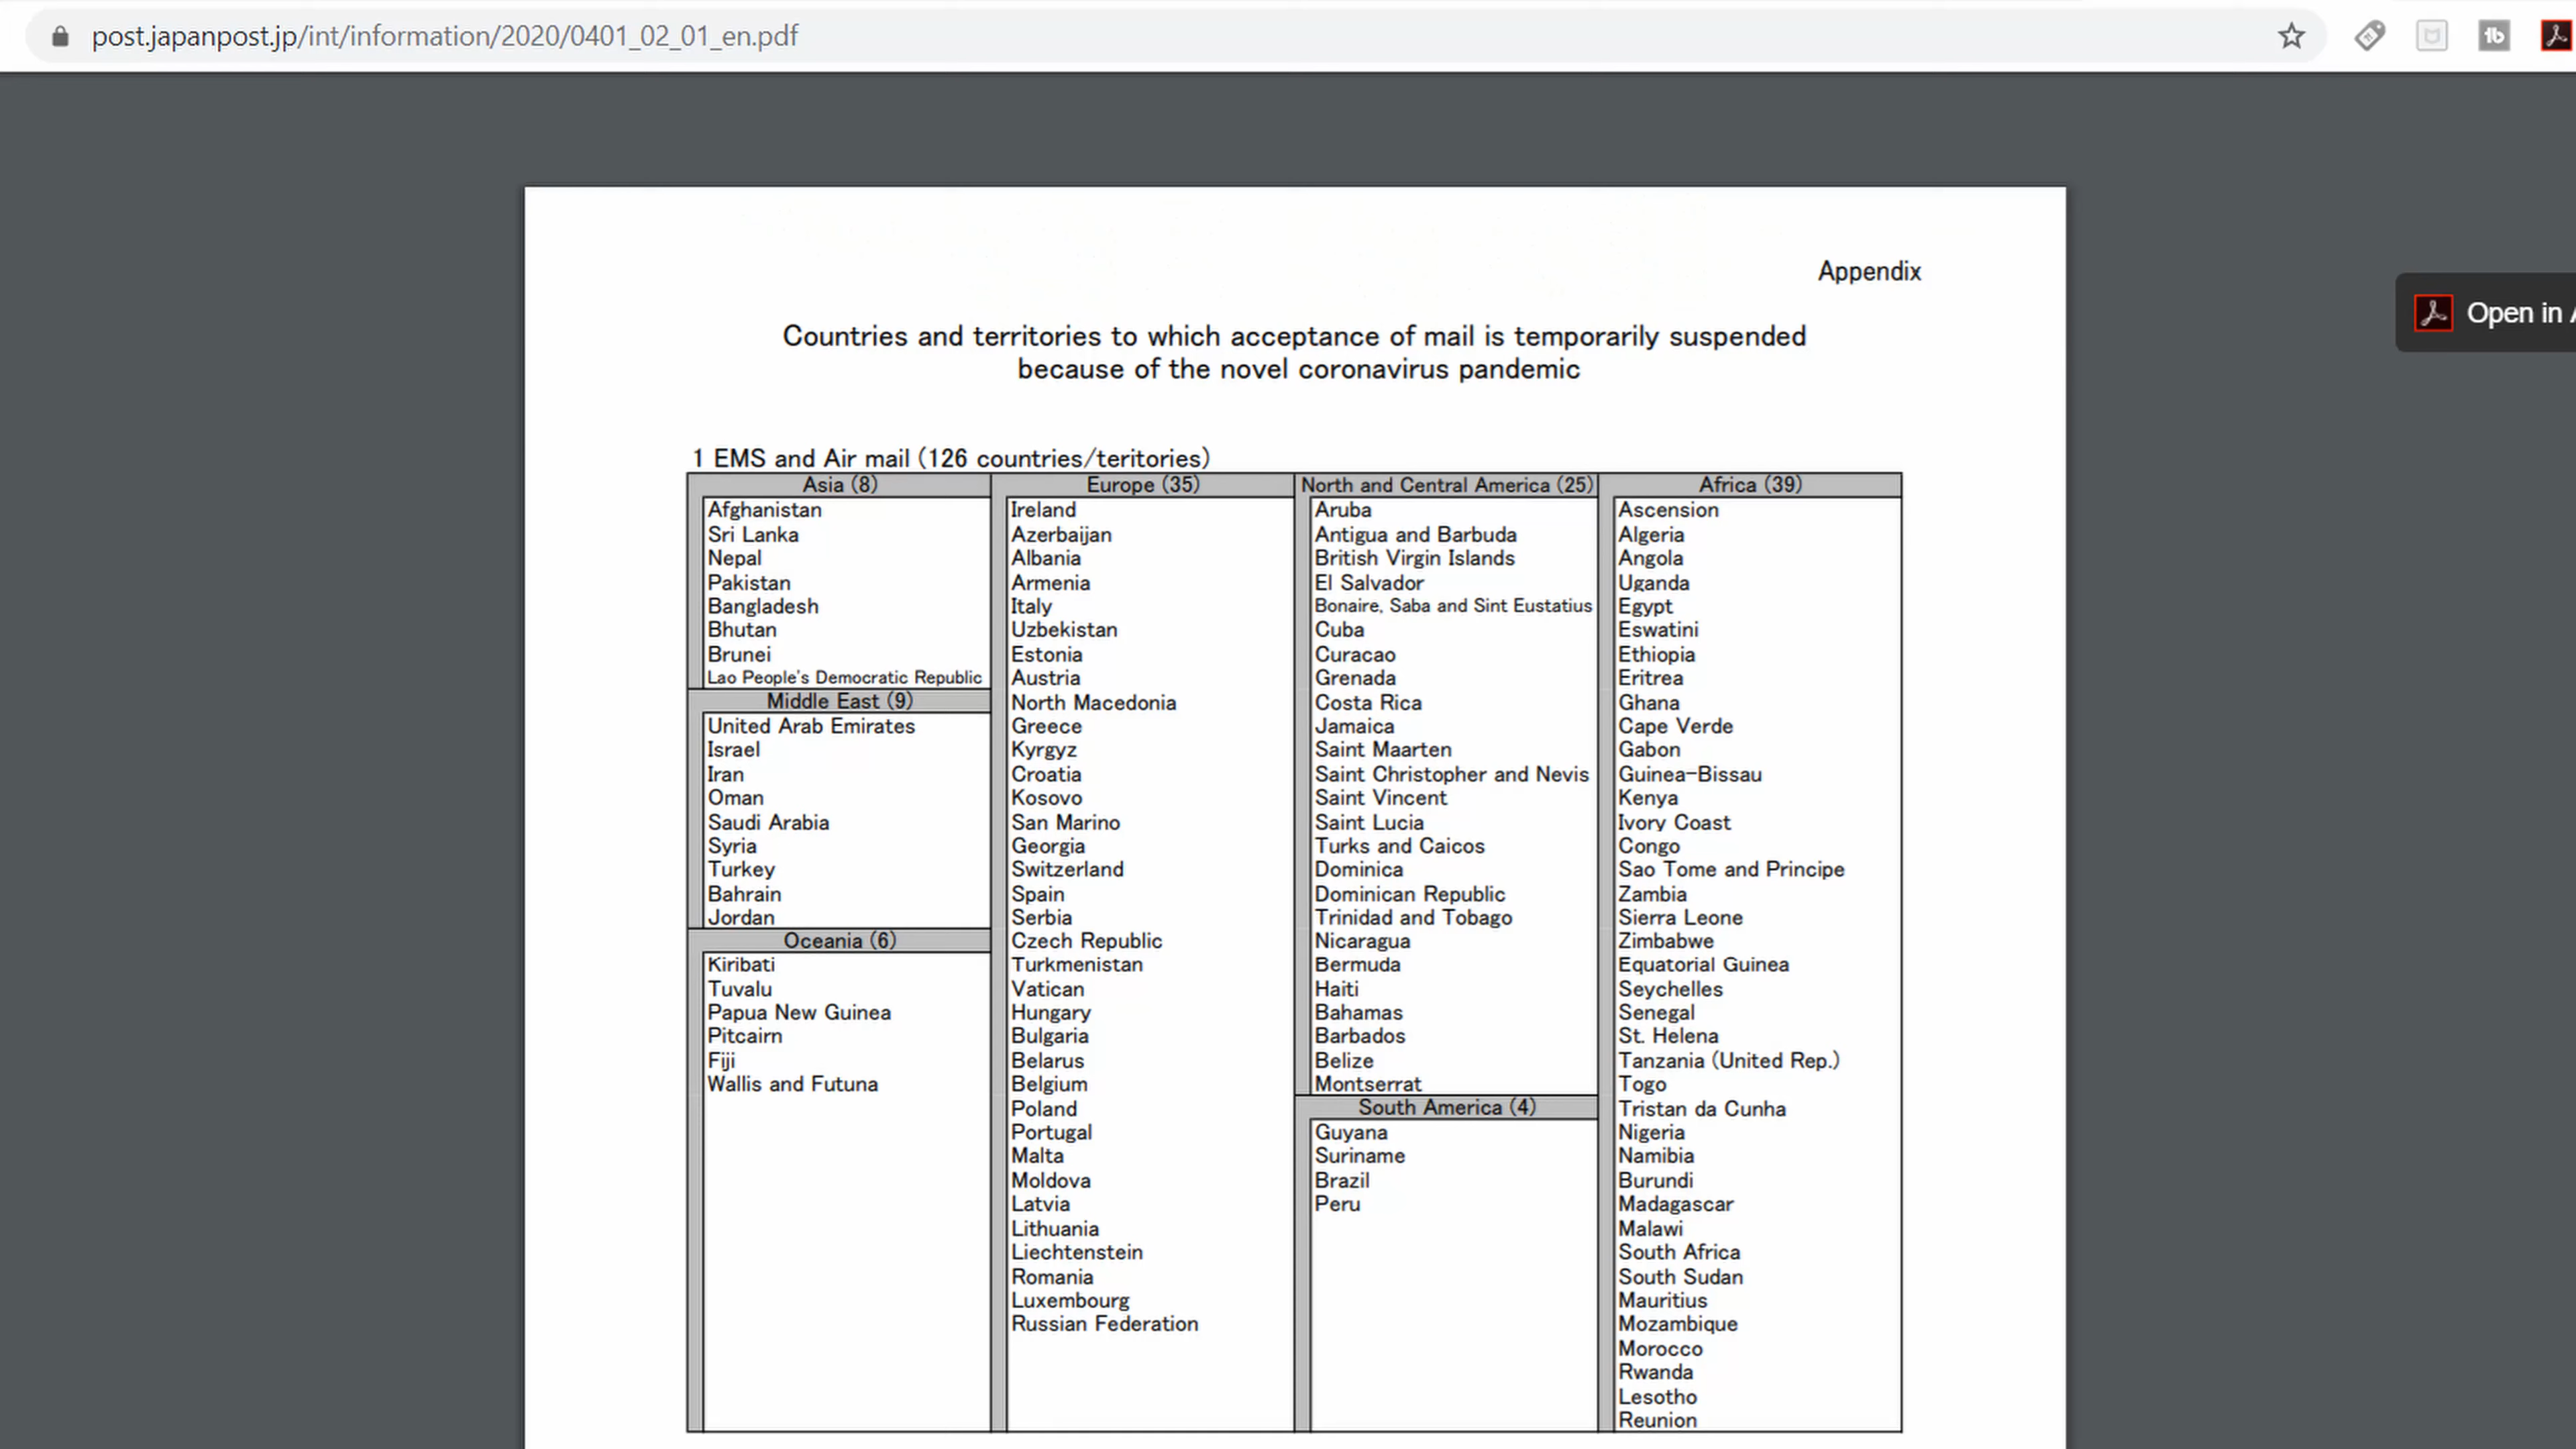 post.japanpost.jp/int/information/2020/0401_02_01_en.pdf
Open in
Appendix
Countries and territories to which acceptance of mail is temporarily suspended
because of the novel coronavirus pandemic
1 EMS and Air mail (126 countries/teritories)
Asia (8)
Afghanistan
Sri Lanka
Nepal
Pakistan
Bangladesh
Bhutan
Brunei
Lao People's Democratic Republic
Middle East (9)
United Arab Emirates
Israel
Iran
Oman
Saudi Arabia
Syria
Turkey
Bahrain
Jordan
Oceania (6)
Kiribati
Tuvalu
Papua New Guinea
Pitcairn
Fiji
Wallis and Futuna
Europe (35)
Ireland
Azerbaijan
Albania
Armenia
Italy
Uzbekistan
Estonia
Austria
North Macedonia
Greece
Kyrgyz
Croatia
Kosovo
San Marino
Georgia
Switzerland
Spain
Serbia
Czech Republic
Turkmenistan
Vatican
Hungary
Bulgaria
Belarus
Belgium
Poland
Portugal
Malta
Moldova
Latvia
Lithuania
Liechtenstein
Romania
Luxembourg
Russian Federation
North and Central America (25)
Aruba
Antigua and Barbuda
British Virgin Islands
El Salvador
Bonaire, Saba and Sint Eustatius
Cuba
Curacao
Grenada
Costa Rica
Jamaica
Saint Maarten
Saint Christopher and Nevis
Saint Vincent
Saint Lucia
Turks and Caicos
Dominica
Dominican Republic
Trinidad and Tobago
Nicaragua
Bermuda
Haiti
Bahamas
Barbados
Belize
Montserrat
South America (4)
Guyana
Suriname
Brazil
Peru
Africa (39)
Ascension
Algeria
Angola
Uganda
Egypt
Eswatini
Ethiopia
Eritrea
Ghana
Cape Verde
Gabon
Guinea-Bissau
Kenya
Ivory Coast
Congo
Sao Tome and Principe
Zambia
Sierra Leone
Zimbabwe
Equatorial Guinea
Seychelles
Senegal
St. Helena
Tanzania (United Rep.)
Togo
Tristan da Cunha
Nigeria
Namibia
Burundi
Madagascar
Malawi
South Africa
South Sudan
Mauritius
Mozambique
Morocco
Rwanda
Lesotho
Reunion